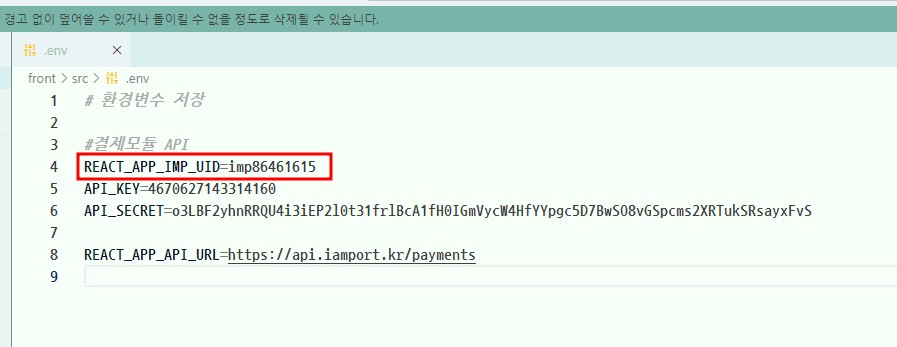 경고 없이 덮어쓸 수 있거나 돌이킬 수 없을 정도로 삭제될 수 있습니다.
.env ×
front > src > .env
1 # 환경변수 저장
2
3 #결제모듈 API
4 REACT_APP_IMP_UID=imp86461615
5 API_KEY=4670627143314160
6 API_SECRET=o3LBF2yhnRRQU4i3iEP2l0t31frlBcA1fH0IGmVycW4HfYYpgc5D7BwSO8vGSpcms2XRTukSRsayxFvS
7
8 REACT_APP_API_URL=https://api.iamport.kr/payments
9